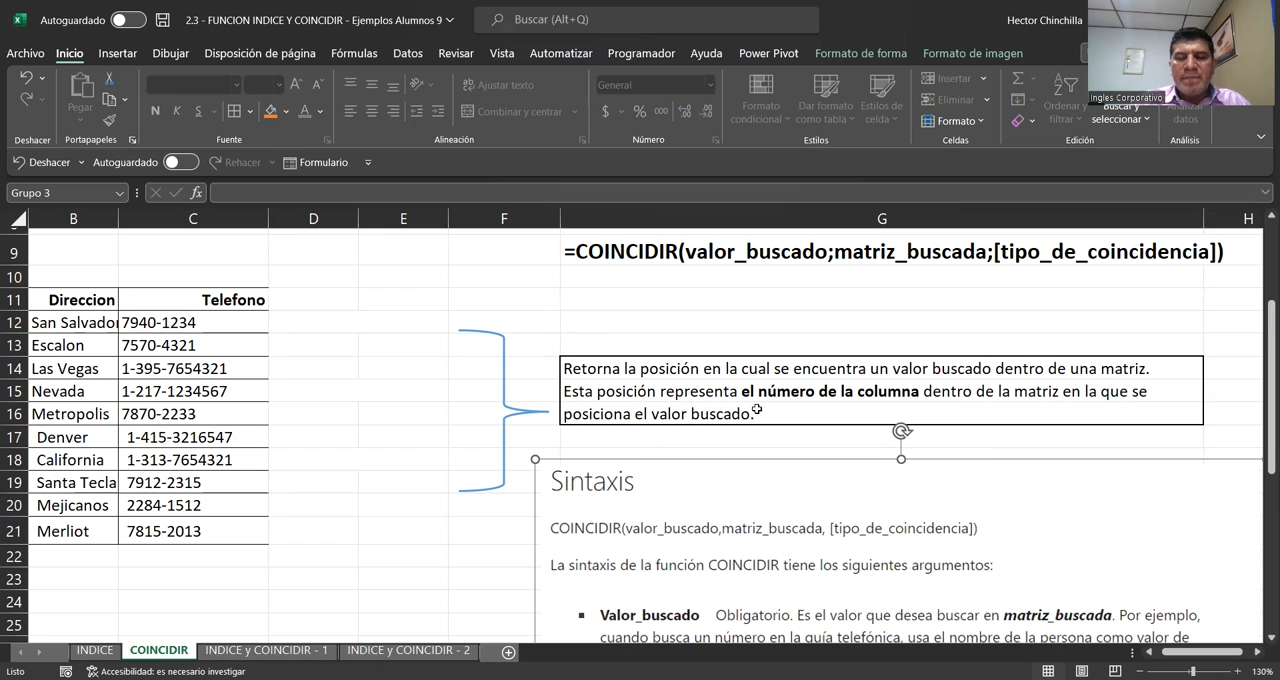 Autoguardado
2.3 - FUNCION INDICE Y COINCIDIR - Ejemplos Alumnos 9
Buscar (Alt+Q)
Hector Chinchilla
Archivo Inicio Insertar Dibujar Disposición de página Fórmulas Datos Revisar Vista Automatizar Programador Ayuda Power Pivot Formato de forma Formato de imagen
Ingles Corporativo
Pegar
N K S
Ajustar texto
Combinar y centrar
General
$ % 000
Formato condicional
Dar formato como tabla
Estilos de celda
Insertar
Eliminar
Formato
Ordenar y filtrar
Buscar y seleccionar
Analizar datos
Deshacer Portapapeles Fuente Alineación Número Estilos Celdas Edición Análisis
Deshacer Autoguardado Rehacer Formulario
Grupo 3 fx
B C D E F G H
9 =COINCIDIR(valor_buscado;matriz_buscada;[tipo_de_coincidencia])
10
11 Direccion Telefono
12 San Salvador 7940-1234
13 Escalon 7570-4321
14 Las Vegas 1-395-7654321 Retorna la posición en la cual se encuentra un valor buscado dentro de una matriz.
15 Nevada 1-217-1234567 Esta posición representa el número de la columna dentro de la matriz en la que se
16 Metropolis 7870-2233 posiciona el valor buscado.
17 Denver 1-415-3216547
18 California 1-313-7654321
19 Santa Tecla 7912-2315 Sintaxis
20 Mejicanos 2284-1512
21 Merliot 7815-2013 COINCIDIR(valor_buscado,matriz_buscada, [tipo_de_coincidencia])
22
23 La sintaxis de la función COINCIDIR tiene los siguientes argumentos:
24
25 ▪ Valor_buscado Obligatorio. Es el valor que desea buscar en matriz_buscada. Por ejemplo,
cuando busca un número en la guía telefónica, usa el nombre de la persona como valor de
INDICE COINCIDIR INDICE y COINCIDIR - 1 INDICE y COINCIDIR - 2
Listo Accesibilidad: es necesario investigar 130%